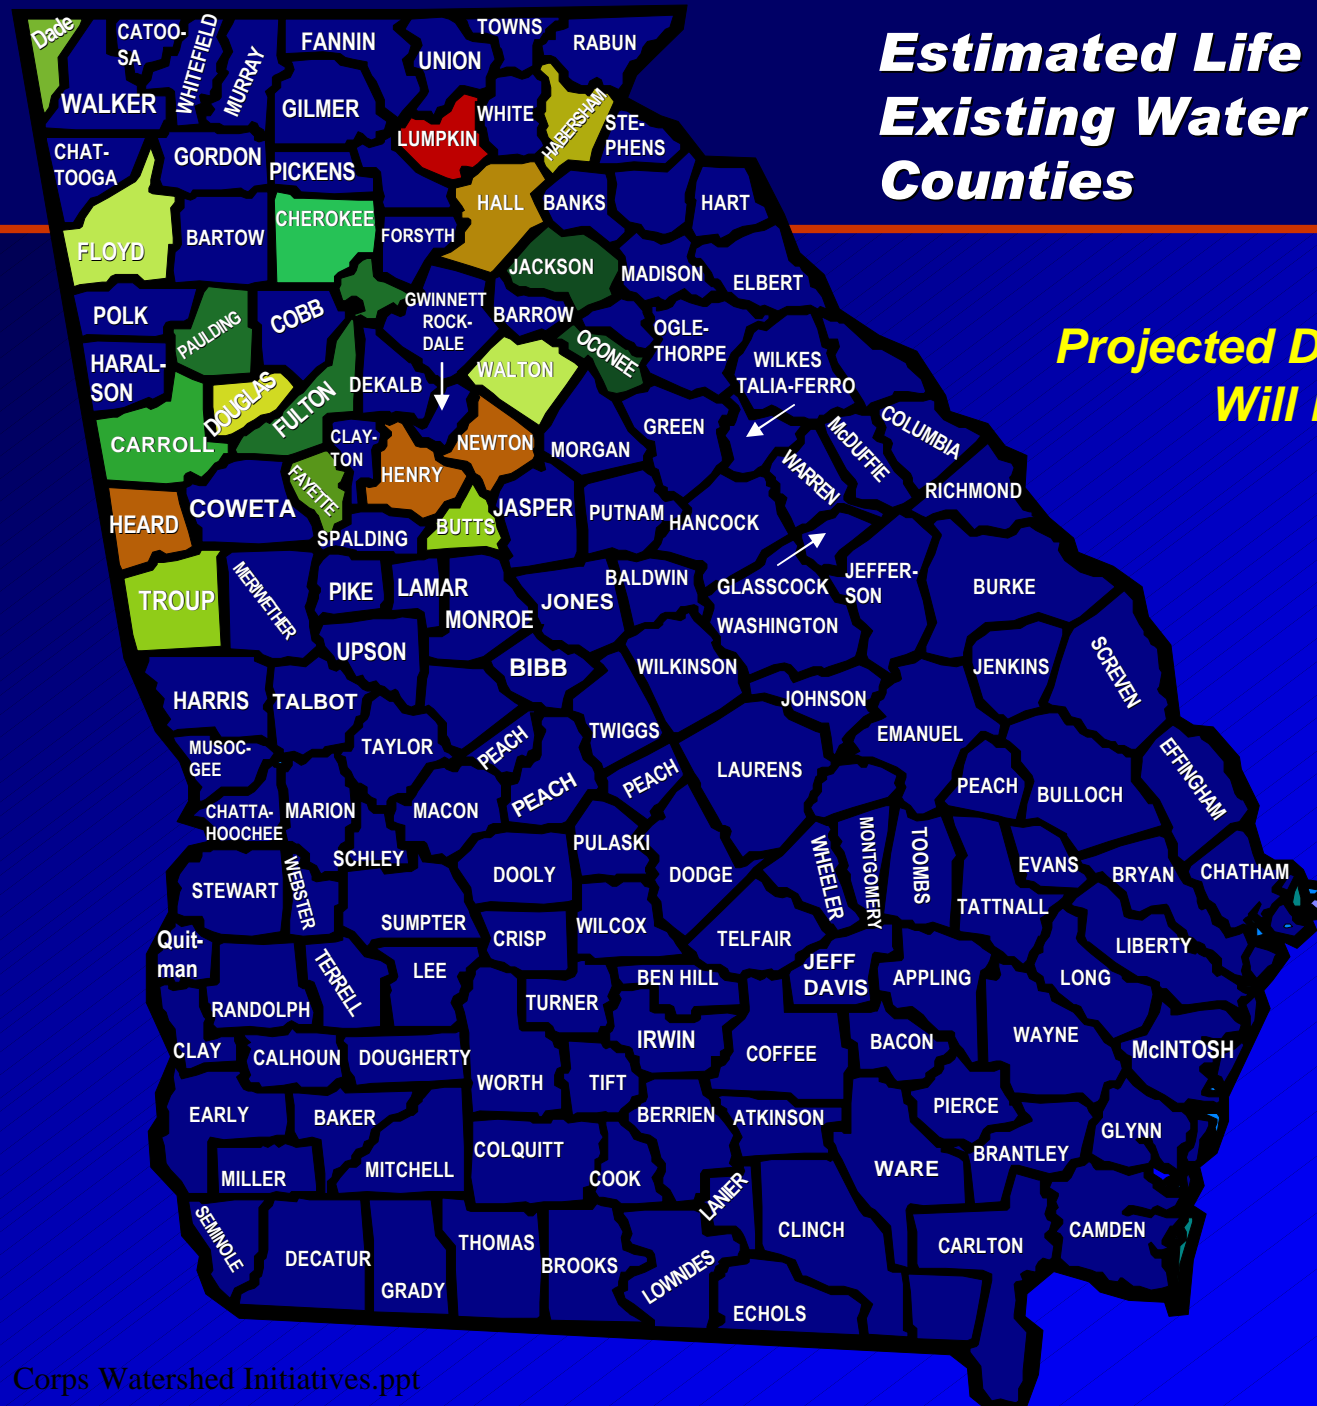 Estimated Life
Existing Water
Counties
Projected D
Will
Dade
CATOO-
SA
WHITEFIELD
MURRAY
FANNIN
UNION
TOWNS
RABUN
WALKER
GILMER
LUMPKIN
WHITE
HABERSHAM
STE-
PHENS
CHAT-
TOOGA
GORDON
PICKENS
HALL
BANKS
HART
FLOYD
BARTOW
CHEROKEE
FORSYTH
JACKSON
MADISON
ELBERT
POLK
PAULDING
COBB
GWINNETT
ROCK-
DALE
BARROW
OCONEE
OGLE-
THORPE
WILKES
TALIA-FERRO
HARAL-
SON
DOUGLAS
FULTON
DEKALB
WALTON
CARROLL
CLAY-
TON
HENRY
NEWTON
MORGAN
GREEN
McDUFFIE
COLUMBIA
WARREN
RICHMOND
HEARD
COWETA
FAYETTE
SPALDING
BUTTS
JASPER
PUTNAM
HANCOCK
TROUP
MERIWETHER
PIKE
LAMAR
MONROE
JONES
BALDWIN
GLASSCOCK
WASHINGTON
JEFFER-
SON
BURKE
UPSON
BIBB
WILKINSON
JENKINS
SCREVEN
HARRIS
TALBOT
TAYLOR
PEACH
TWIGGS
JOHNSON
EMANUEL
MUSOC-
GEE
PEACH
PEACH
LAURENS
PEACH
BULLOCH
EFFINGHAM
CHATTA-
HOOCHEE
MARION
MACON
SCHLEY
PULASKI
DOOLY
DODGE
WHEELER
MONTGOMERY
TOOMBS
EVANS
BRYAN
CHATHAM
STEWART
WEBSTER
SUMPTER
CRISP
WILCOX
TELFAIR
TATTNALL
LIBERTY
Quit-
man
RANDOLPH
TERRELL
LEE
TURNER
BEN HILL
JEFF
DAVIS
APPLING
LONG
CLAY
CALHOUN
DOUGHERTY
WORTH
TIFT
IRWIN
COFFEE
BACON
WAYNE
McINTOSH
EARLY
BAKER
BERRIEN
ATKINSON
PIERCE
GLYNN
MILLER
MITCHELL
COLQUITT
COOK
LANIER
WARE
BRANTLEY
SEMINOLE
DECATUR
GRADY
THOMAS
BROOKS
LOWNDES
CLINCH
ECHOLS
CARLTON
CAMDEN
Corps Watershed Initiatives.ppt